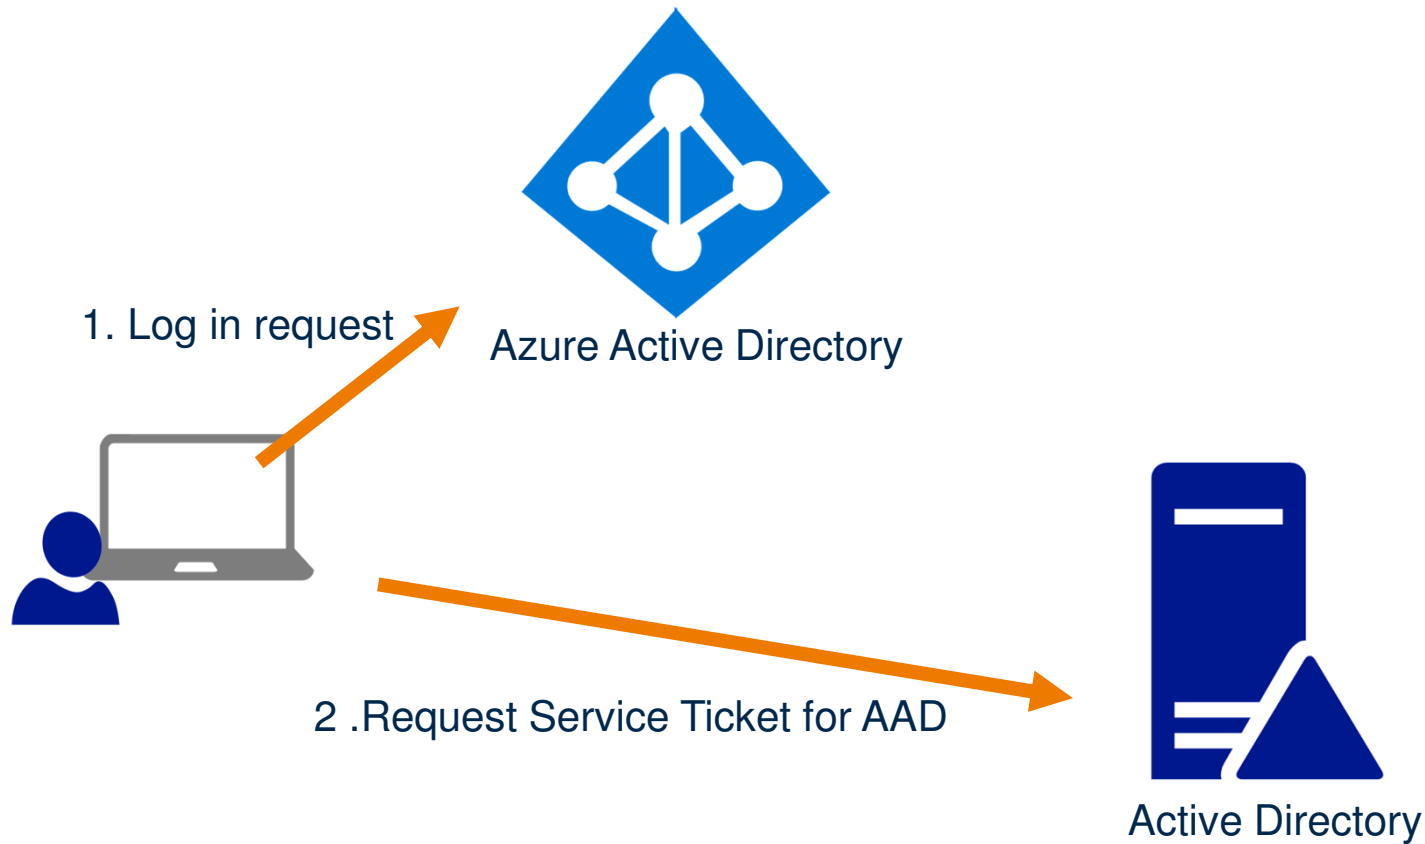 1. Log in request
Azure Active Directory
2 .Request Service Ticket for AAD
Active Directory